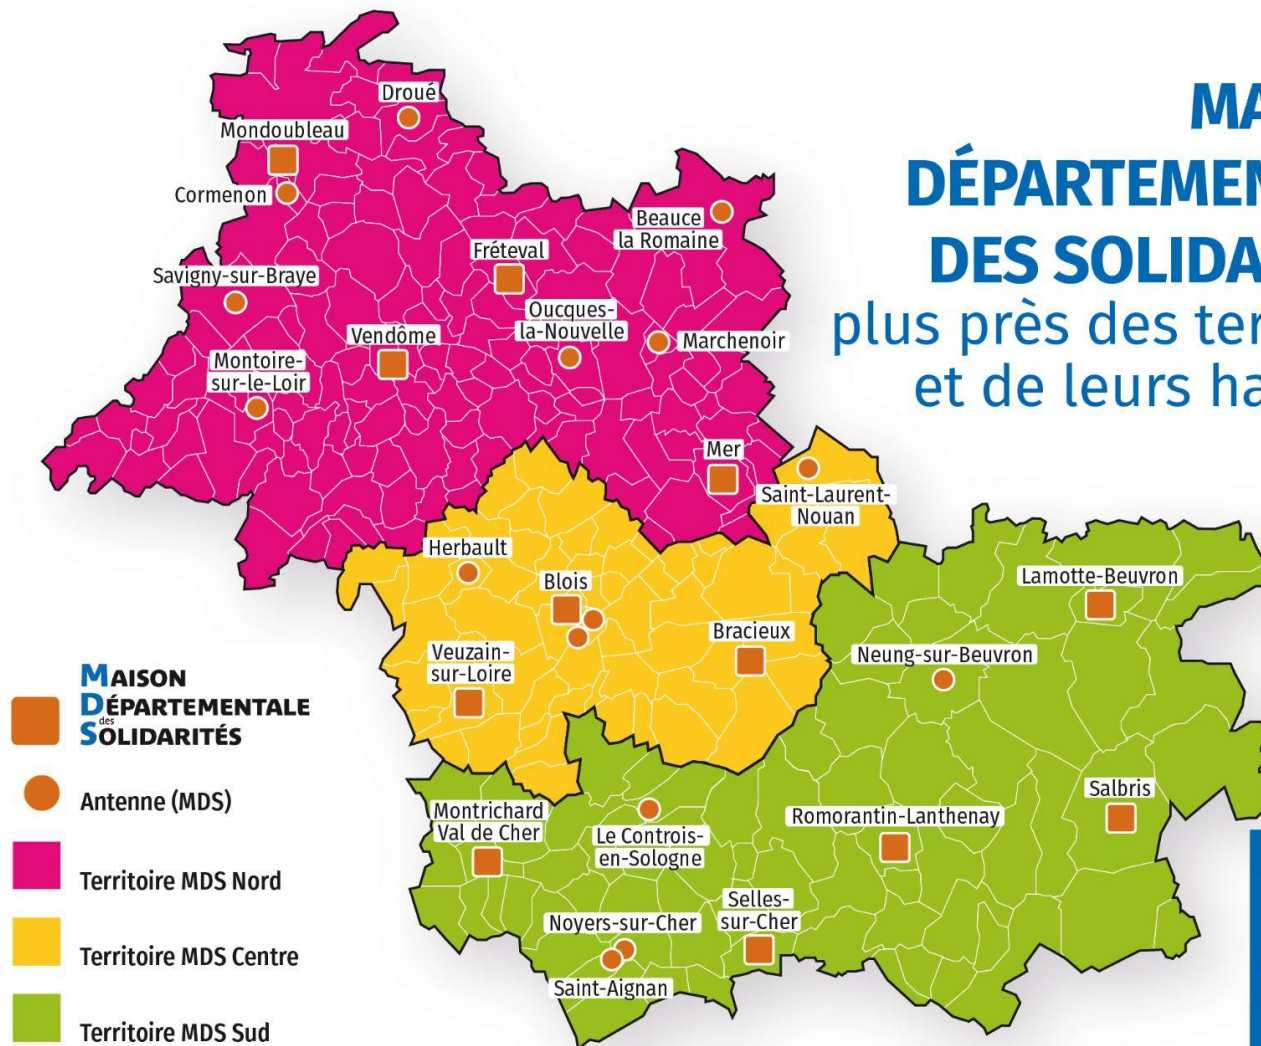 MA
DÉPARTEMEN
DES SOLIDA
plus près des ter
et de leurs ha
Droué
Mondoubleau
Cormenon
Beauce
la Romaine
Fréteval
Savigny-sur-Braye
Oucques-
la-Nouvelle
Vendôme
Marchenoir
Montoire-
sur-le-Loir
Mer
Saint-Laurent-
Nouan
Herbault
Blois
Lamotte-Beuvron
Bracieux
Veuzain-
sur-Loire
Neung-sur-Beuvron
Montrichard
Val de Cher
Le Controis-
en-Sologne
Romorantin-Lanthenay
Salbris
Selles-
sur-Cher
Noyers-sur-Cher
Saint-Aignan
MAISON
DÉPARTEMENTALE
des
SOLIDARITÉS
Antenne (MDS)
Territoire MDS Nord
Territoire MDS Centre
Territoire MDS Sud